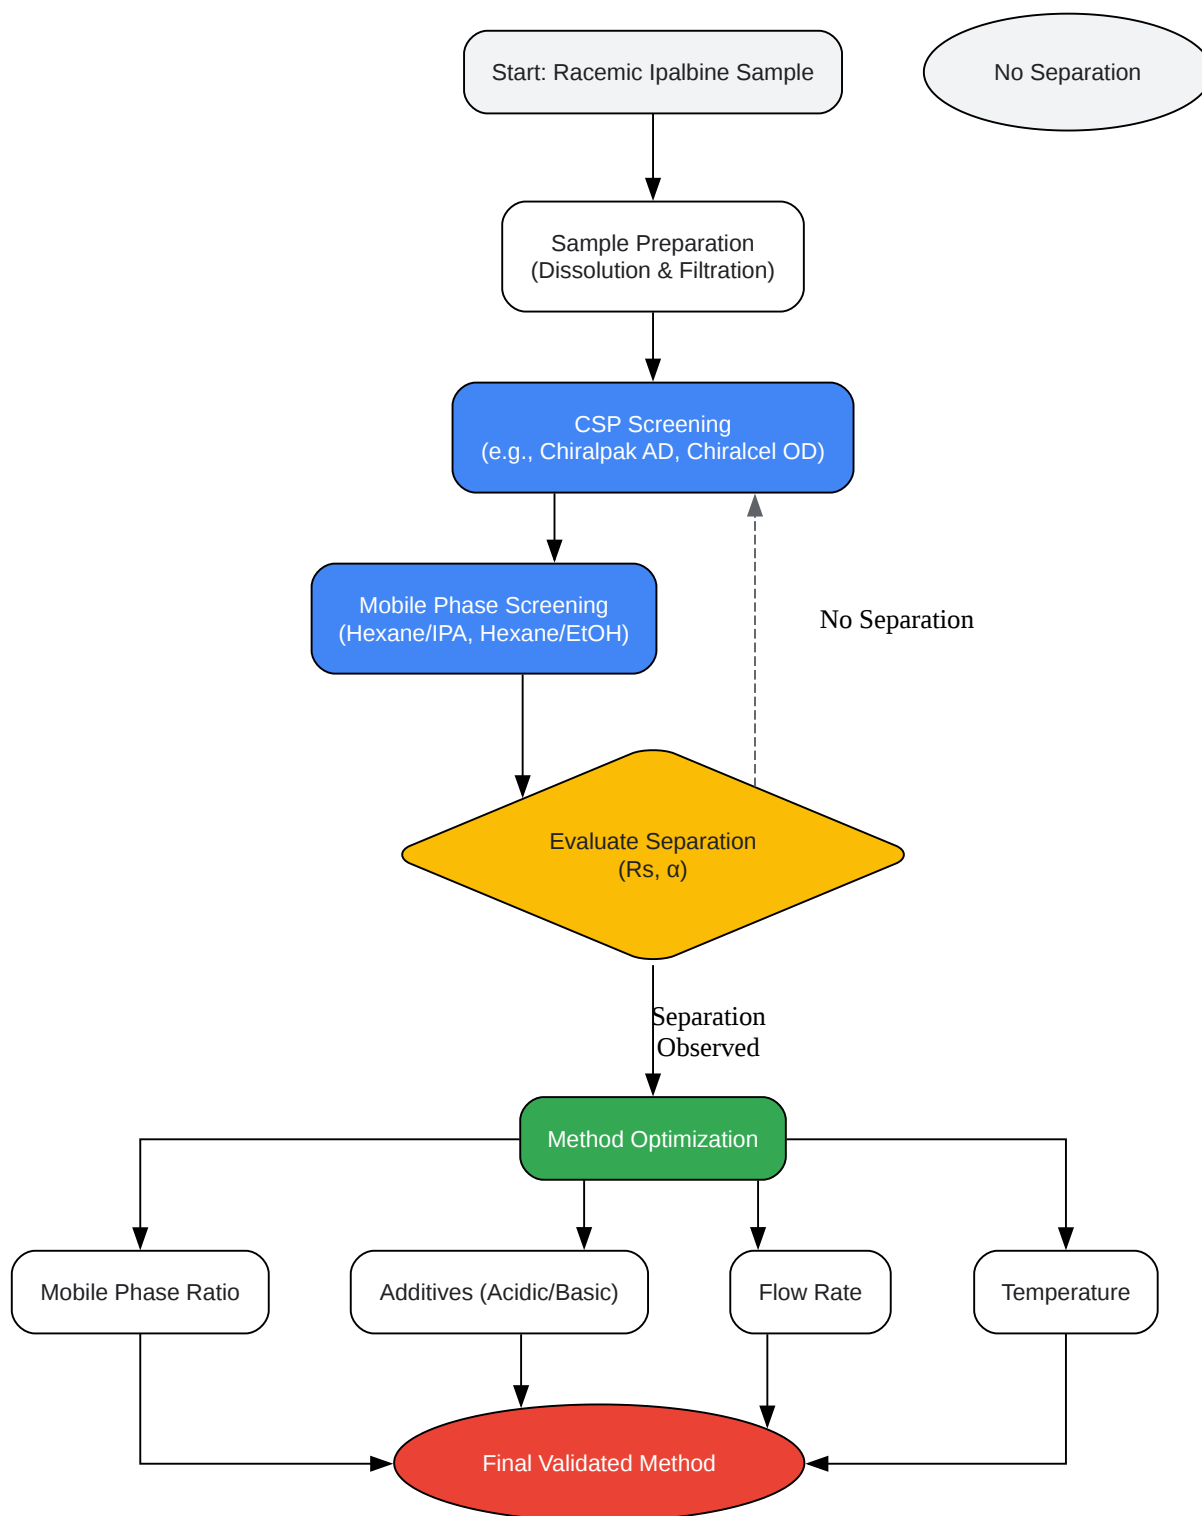 Start: Racemic Ipalbine Sample
No Separation
Sample Preparation
(Dissolution & Filtration)
CSP Screening
(e.g., Chiralpak AD, Chiralcel OD)
Mobile Phase Screening
(Hexane/IPA, Hexane/EtOH)
No Separation
Evaluate Separation
(Rs, α)
Separation
Observed
Method Optimization
Mobile Phase Ratio
Additives (Acidic/Basic)
Flow Rate
Temperature
Final Validated Method